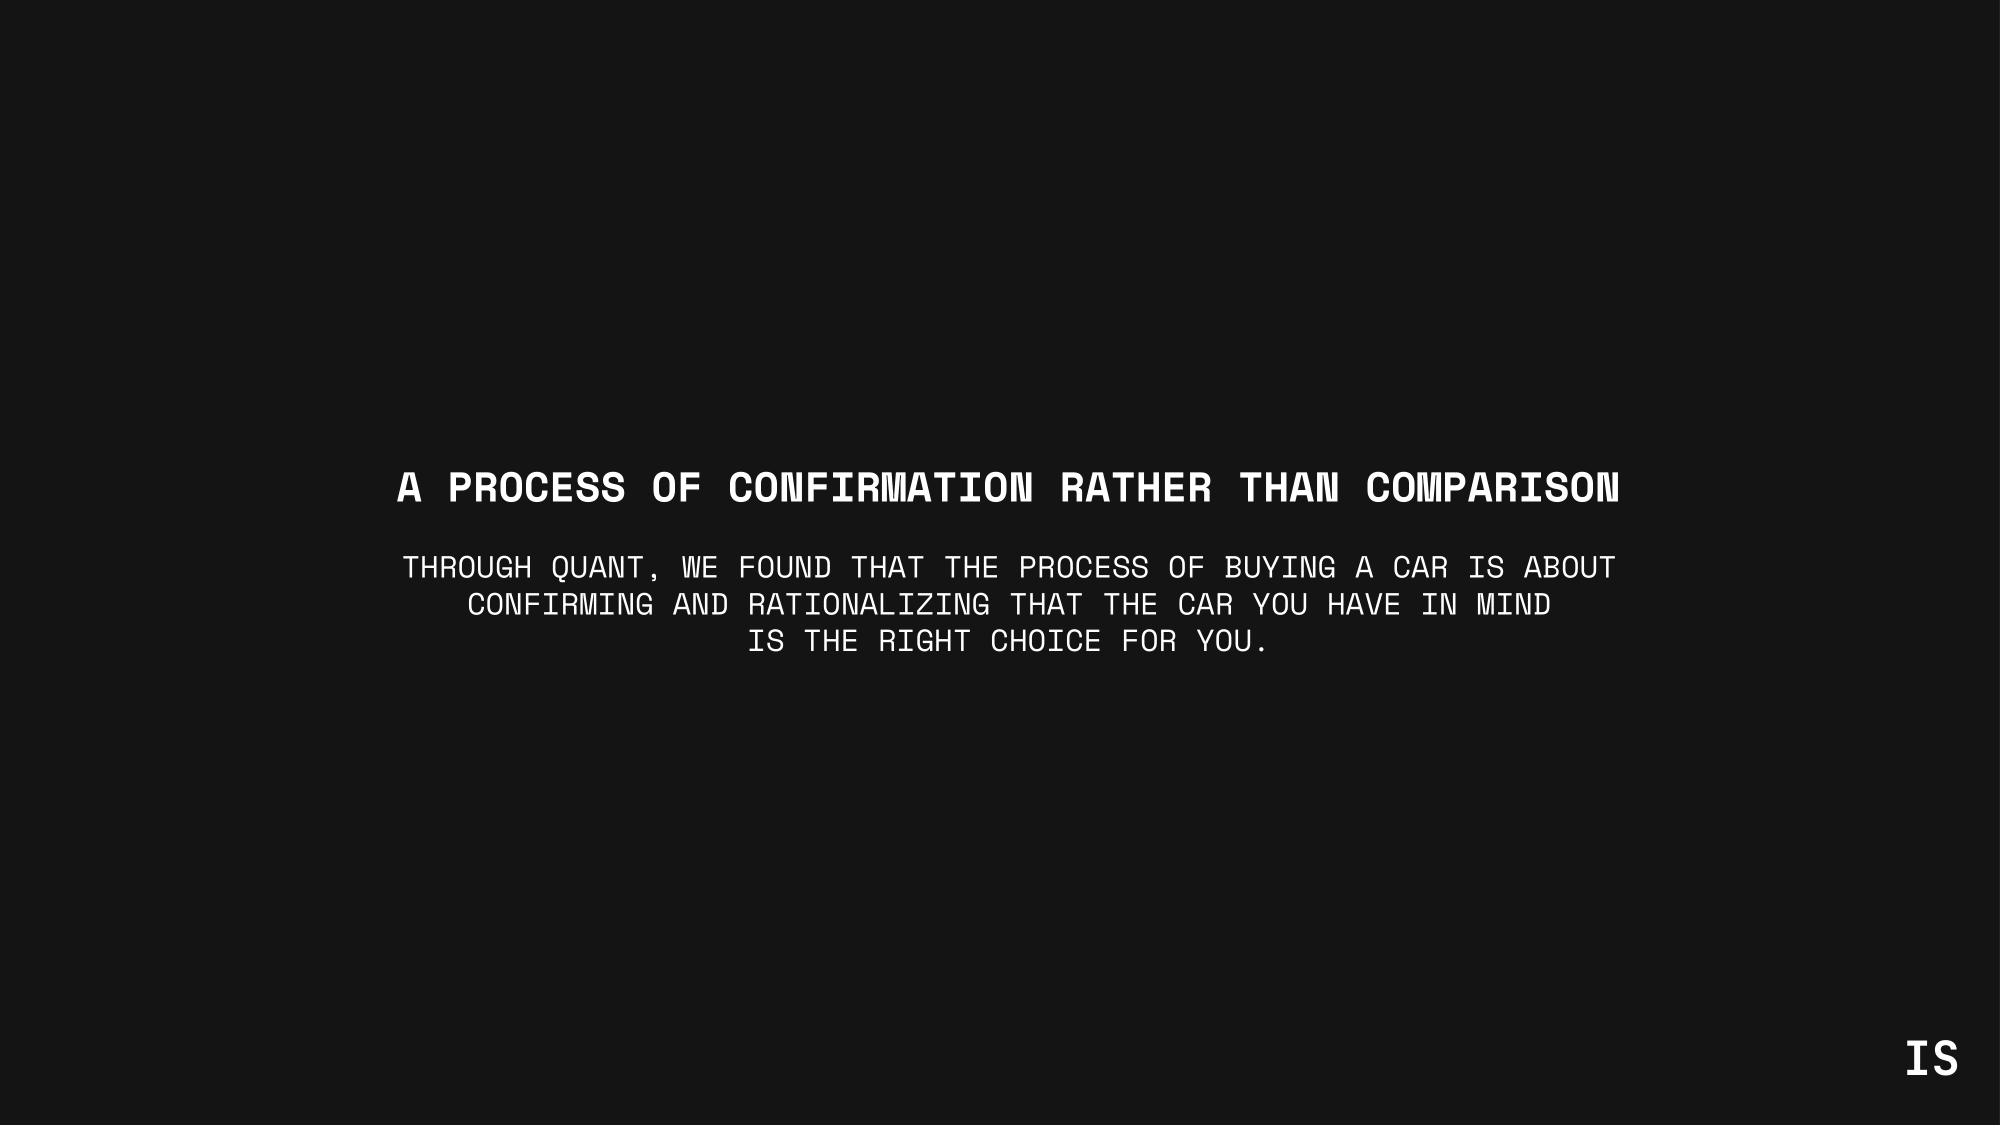 A PROCESS OF CONFIRMATION RATHER THAN COMPARISON
THROUGH QUANT, WE FOUND THAT THE PROCESS OF BUYING A CAR IS ABOUT
CONFIRMING AND RATIONALIZING THAT THE CAR YOU HAVE IN MIND
IS THE RIGHT CHOICE FOR YOU.
IS